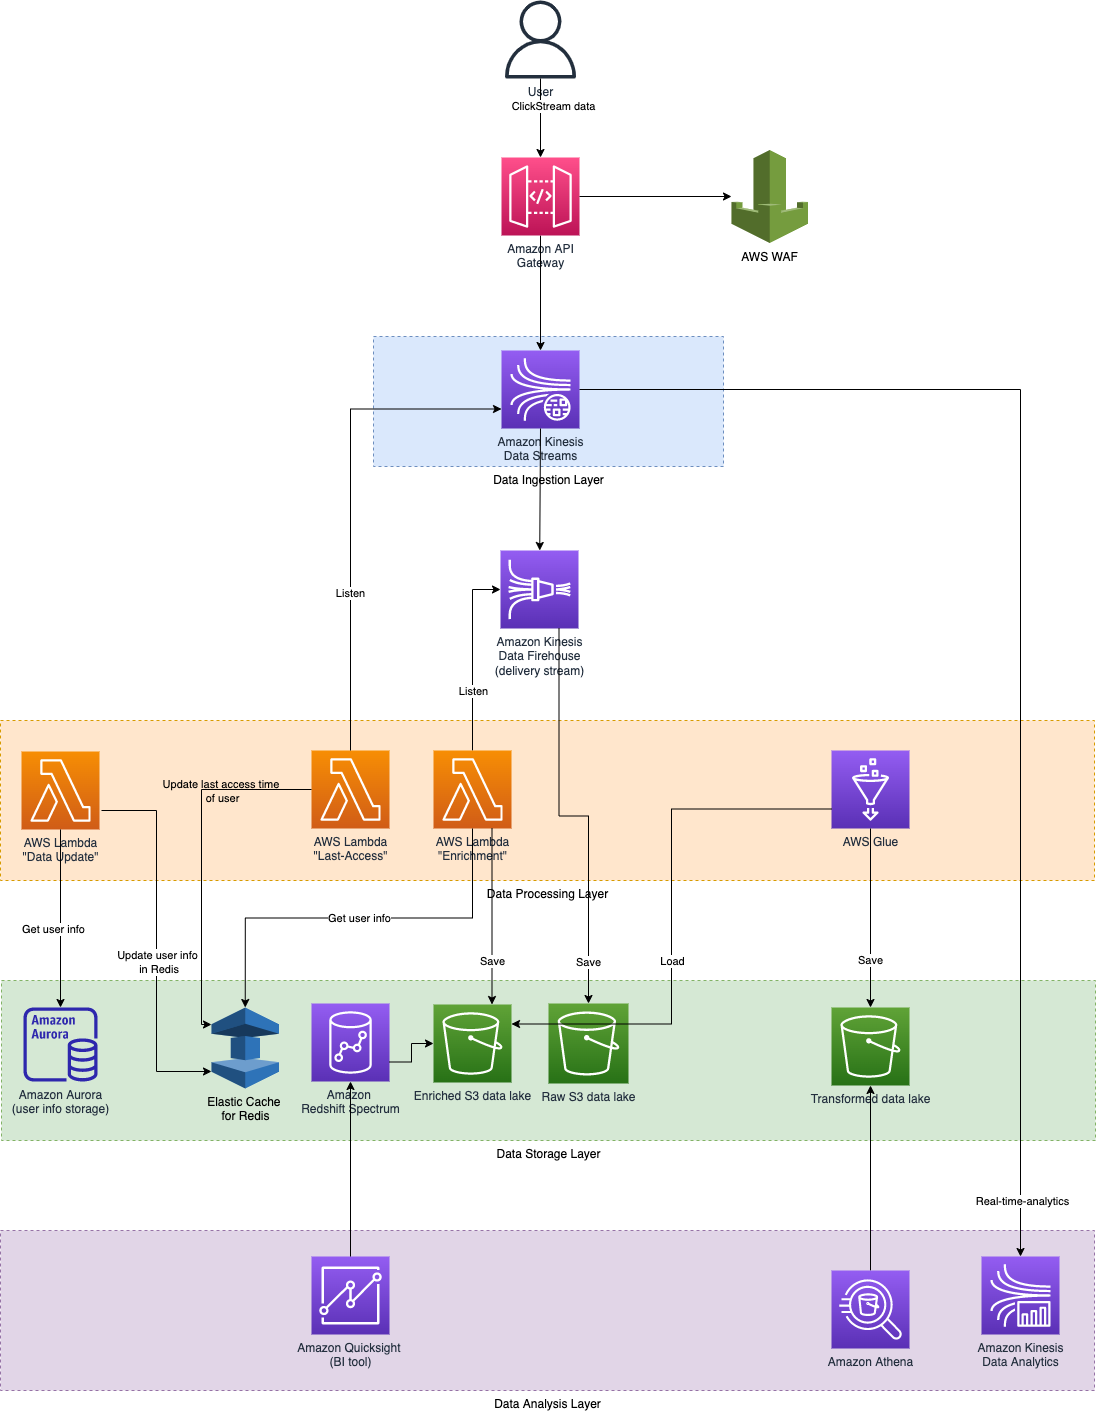 User
ClickStream data
Amazon API
Gateway
AWS WAF
Amazon Kinesis
Data Streams
Data Ingestion Layer
Listen
Amazon Kinesis
Data Firehouse
(delivery stream)
Listen
AWS Lambda
"Data Update"
Update last access time
of user
AWS Lambda
"Last-Access"
AWS Lambda
"Enrichment"
AWS Glue
Data Processing Layer
Get user info
Get user info
Update user info
in Redis
Save
Save
Load
Save
Amazon
Aurora
Amazon Aurora
(user info storage)
Elastic Cache
for Redis
Amazon
Redshift Spectrum
Enriched S3 data lake
Raw S3 data lake
Transformed data lake
Data Storage Layer
Real-time-analytics
Amazon Quicksight
(BI tool)
Amazon Athena
Amazon Kinesis
Data Analytics
Data Analysis Layer